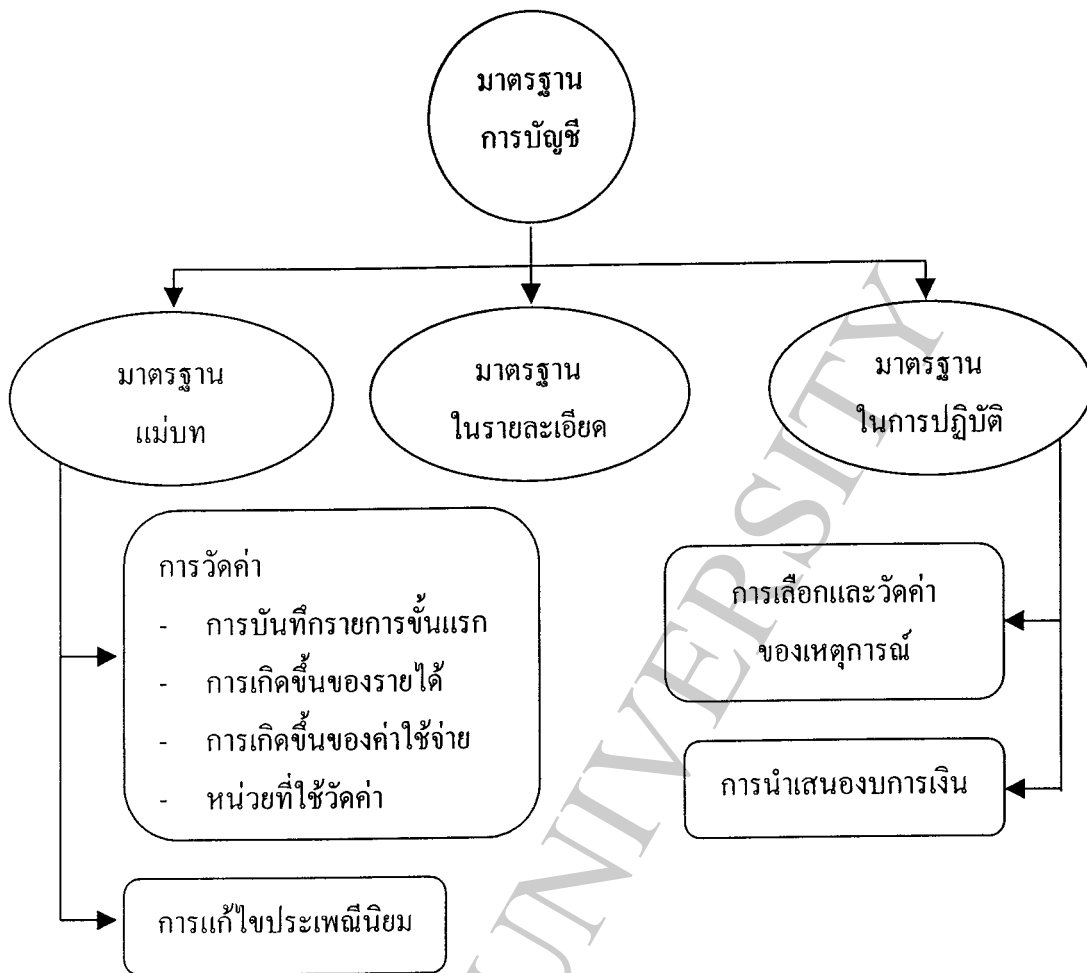 มาตรฐาน
การบัญชี
มาตรฐาน
แม่บท
มาตรฐาน
ในรายละเอียด
มาตรฐาน
ในการปฏิบัติ
การวัดค่า
- การบันทึกรายการขั้นแรก
- การเกิดขึ้นของรายได้
- การเกิดขึ้นของค่าใช้จ่าย
- หน่วยที่ใช้วัดค่า
การแก้ไขประเพณีนิยม
การเลือกและวัดค่า
ของเหตุการณ์
การนำเสนองบการเงิน
UNIVERSITY